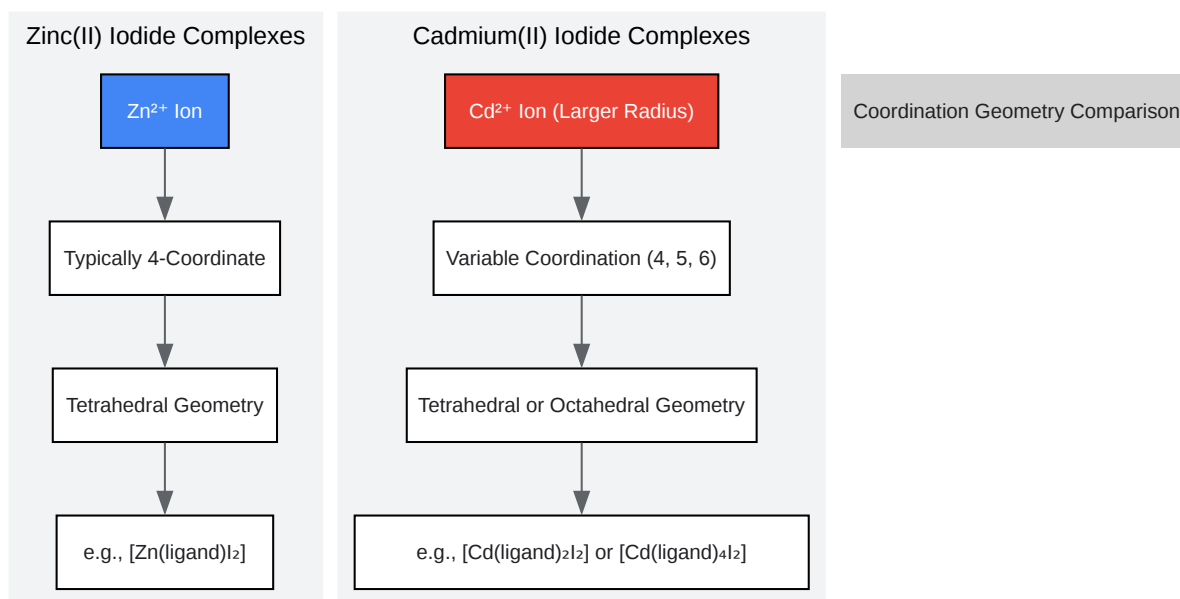 Zinc(II) Iodide Complexes
Zn²⁺ Ion
Typically 4-Coordinate
Tetrahedral Geometry
e.g., [Zn(ligand)I₂]
Cadmium(II) Iodide Complexes
Cd²⁺ Ion (Larger Radius)
Variable Coordination (4, 5, 6)
Tetrahedral or Octahedral Geometry
e.g., [Cd(ligand)₂I₂] or [Cd(ligand)₄I₂]
Coordination Geometry Comparison